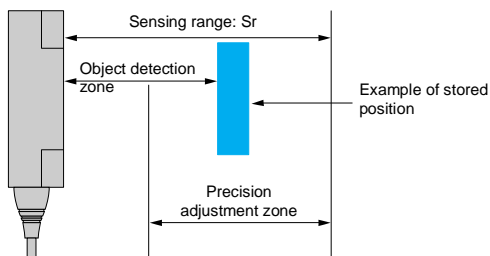 Sensing range: Sr
Object detection
zone
Example of stored
position
Precision
adjustment zone